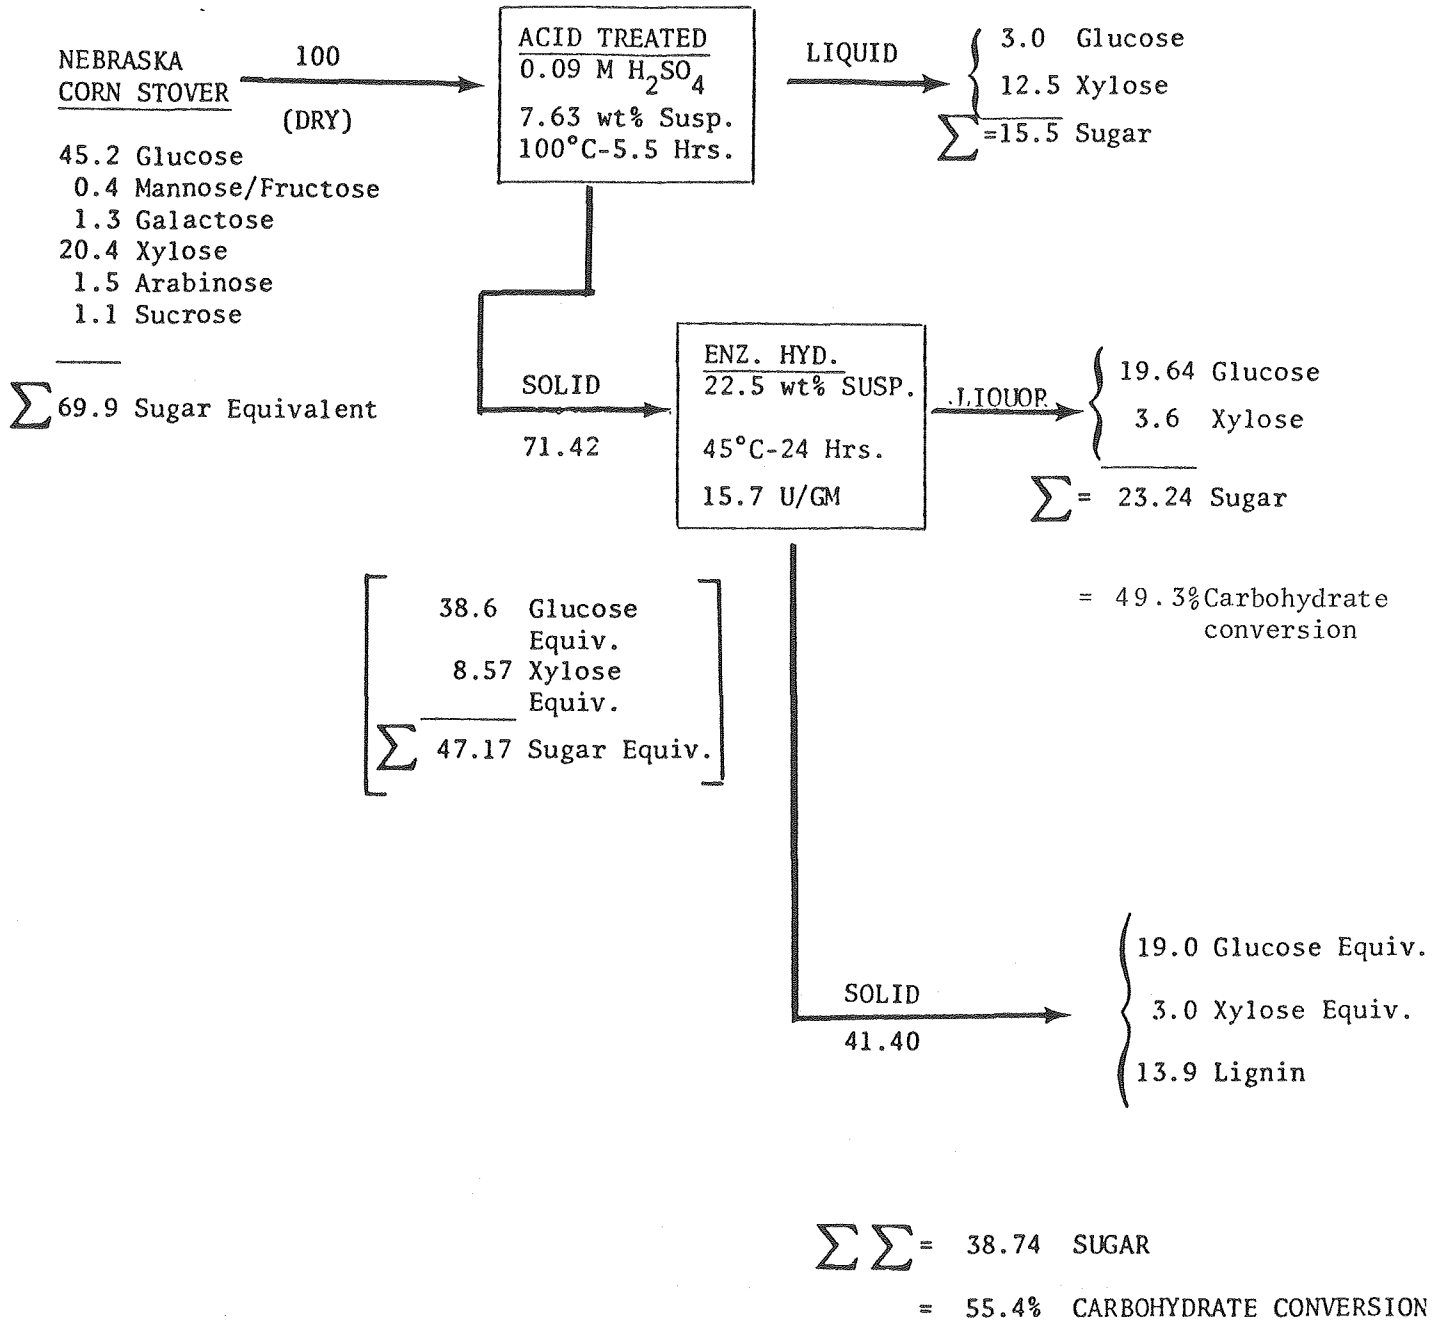 NEBRASKA
CORN STOVER
100
(DRY)
45.2 Glucose
0.4 Mannose/Fructose
1.3 Galactose
20.4 Xylose
1.5 Arabinose
1.1 Sucrose
∑ 69.9 Sugar Equivalent
ACID TREATED
0.09 M H₂SO₄
7.63 wt% Susp.
100°C-5.5 Hrs.
LIQUID
3.0 Glucose
12.5 Xylose
∑ =15.5 Sugar
SOLID
71.42
ENZ. HYD.
22.5 wt% SUSP.
45°C-24 Hrs.
15.7 U/GM
LIQUOR
19.64 Glucose
3.6 Xylose
∑ = 23.24 Sugar
= 49.3% Carbohydrate
conversion
38.6 Glucose
Equiv.
8.57 Xylose
Equiv.
∑ 47.17 Sugar Equiv.
SOLID
41.40
19.0 Glucose Equiv.
3.0 Xylose Equiv.
13.9 Lignin
∑ ∑ = 38.74 SUGAR
= 55.4% CARBOHYDRATE CONVERSION